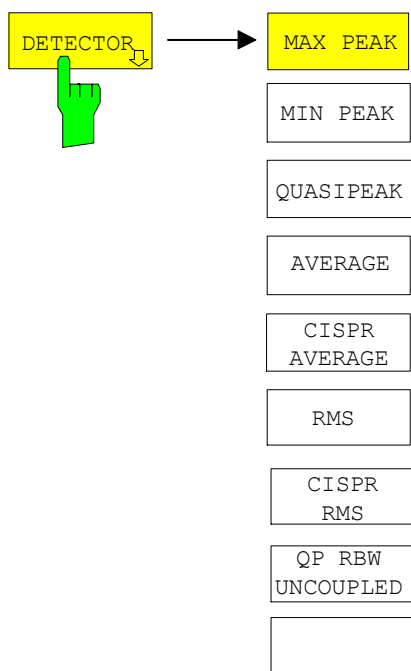 DETECTOR
MAX PEAK
MIN PEAK
QUASIPEAK
AVERAGE
CISPR
AVERAGE
RMS
CISPR
RMS
QP RBW
UNCOUPLED